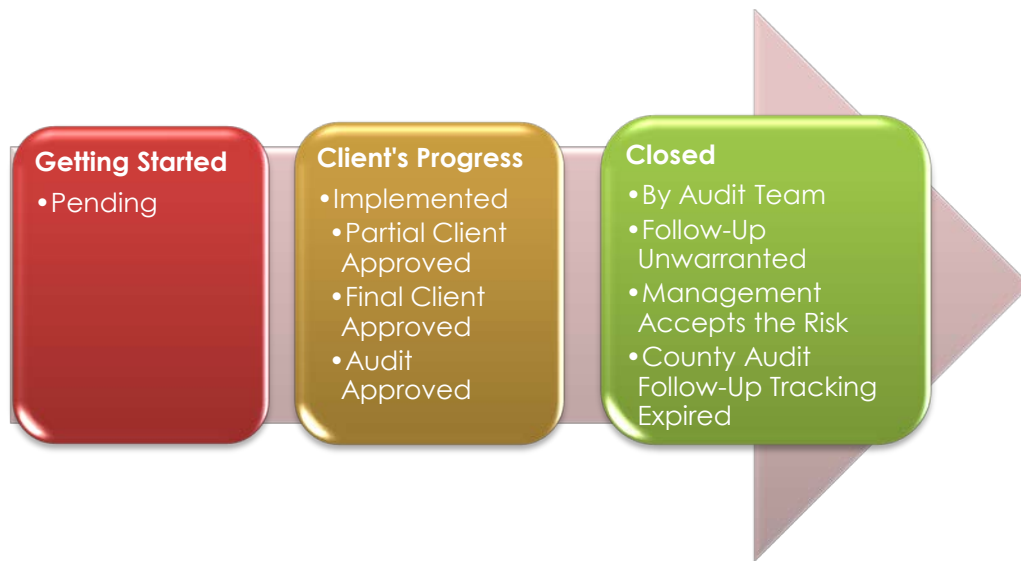 Getting Started
•Pending
Client's Progress
•Implemented
•Partial Client
Approved
•Final Client
Approved
•Audit
Approved
Closed
•By Audit Team
•Follow-Up
Unwarranted
•Management
Accepts the Risk
•County Audit
Follow-Up Tracking
Expired